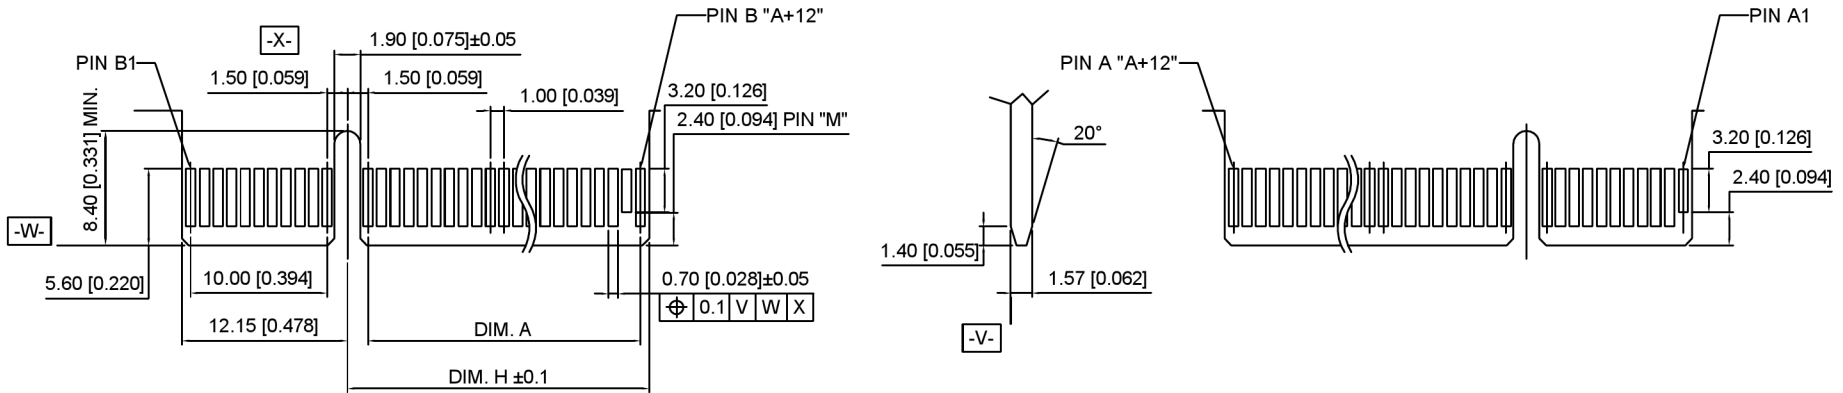 PIN B "A+12"
PIN A1
-X-
1.90 [0.075]±0.05
PIN B1
PIN A "A+12"
1.50 [0.059]
1.50 [0.059]
1.00 [0.039]
3.20 [0.126]
2.40 [0.094] PIN "M"
8.40 [0.331] MIN.
20°
3.20 [0.126]
2.40 [0.094]
-W-
1.40 [0.055]
5.60 [0.220]
10.00 [0.394]
0.70 [0.028]±0.05
1.57 [0.062]
⌖ 0.1 V W X
12.15 [0.478]
DIM. A
-V-
DIM. H ±0.1